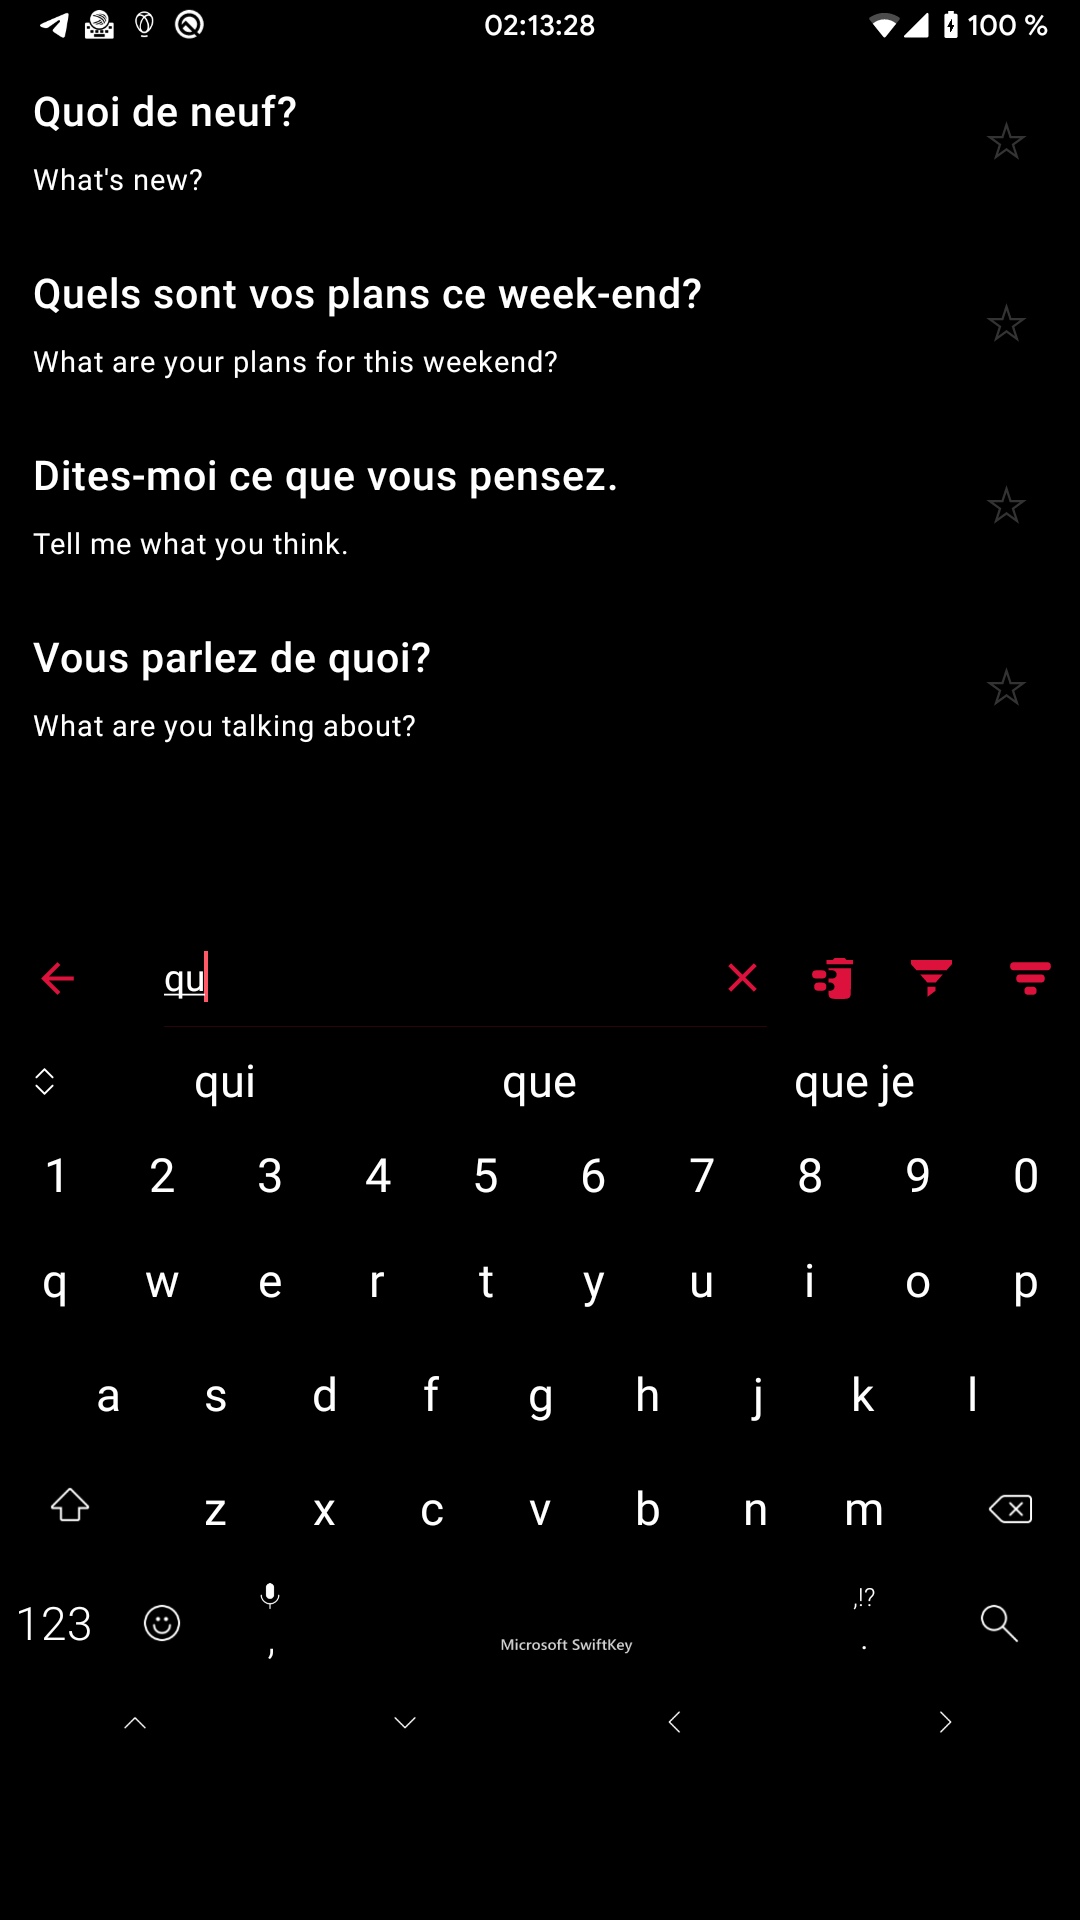 02:13:28
100 %
Quoi de neuf?
What's new?
Quels sont vos plans ce week-end?
What are your plans for this weekend?
Dites-moi ce que vous pensez.
Tell me what you think.
Vous parlez de quoi?
What are you talking about?
qu
qui que que je
1 2 3 4 5 6 7 8 9 0
q w e r t y u i o p
a s d f g h j k l
z x c v b n m
,!?
123 , Microsoft SwiftKey .